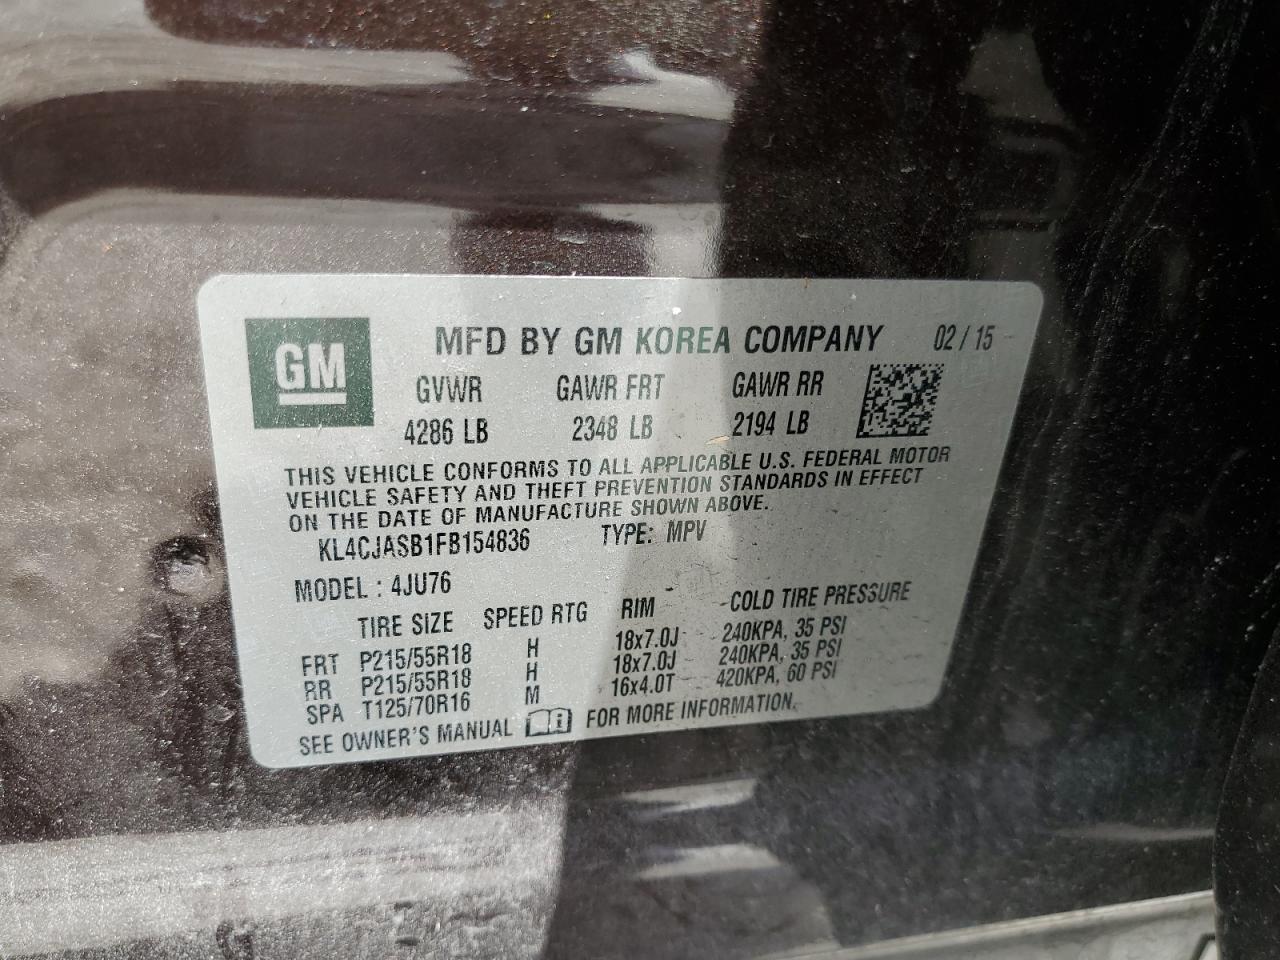 GM
MFD BY GM KOREA COMPANY 02 / 15
GVWR GAWR FRT GAWR RR
4286 LB 2348 LB 2194 LB
THIS VEHICLE CONFORMS TO ALL APPLICABLE U.S. FEDERAL MOTOR
VEHICLE SAFETY AND THEFT PREVENTION STANDARDS IN EFFECT
ON THE DATE OF MANUFACTURE SHOWN ABOVE.
KL4CJASB1FB154836 TYPE: MPV
MODEL : 4JU76
TIRE SIZE SPEED RTG RIM COLD TIRE PRESSURE
FRT P215/55R18 H 18x7.0J 240KPA, 35 PSI
RR P215/55R18 H 18x7.0J 240KPA, 35 PSI
SPA T125/70R16 M 16x4.0T 420KPA, 60 PSI
SEE OWNER'S MANUAL FOR MORE INFORMATION.